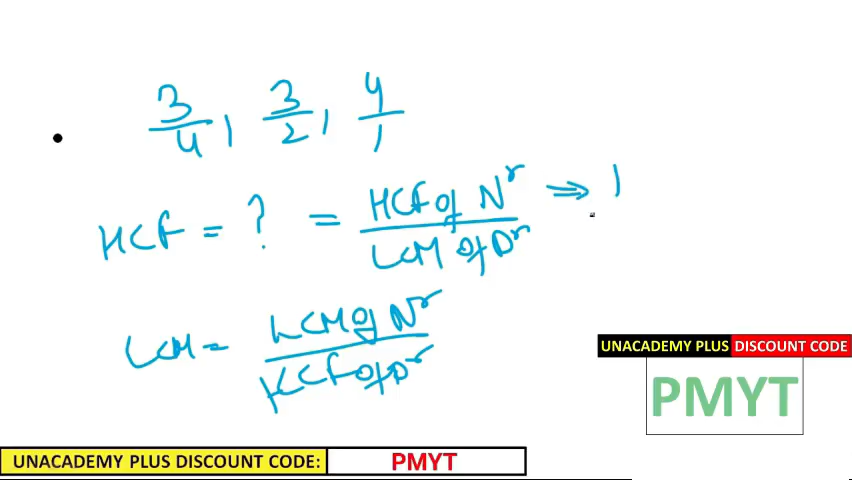 3/4, 3/2, 4/1
HCF = ? = HCF of Nr / LCM of Dr ⇒ 1
LCM = LCM of Nr / HCF of Dr
UNACADEMY PLUS DISCOUNT CODE
PMYT
UNACADEMY PLUS DISCOUNT CODE: PMYT